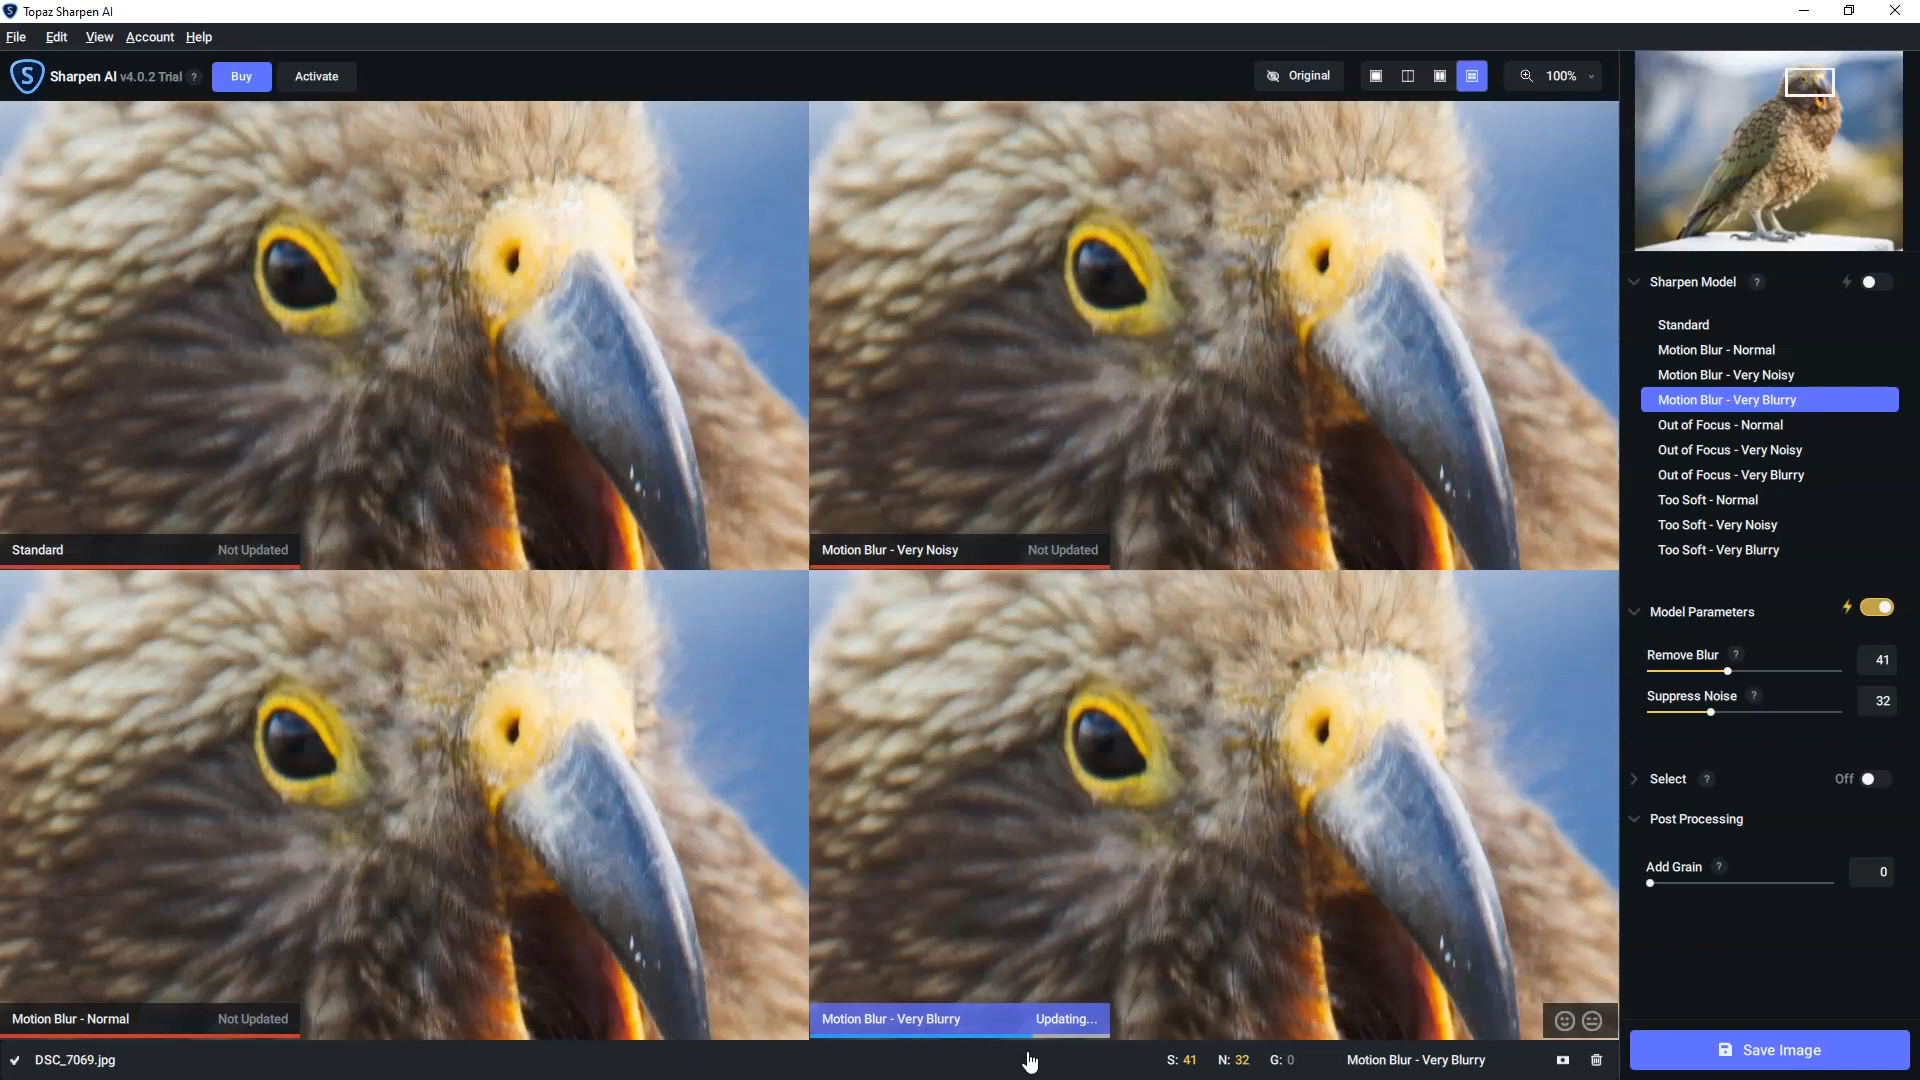 Topaz Sharpen AI
File Edit View Account Help
Sharpen AI v4.0.2 Trial ? Buy Activate Original 100%
Sharpen Model ?
Standard
Motion Blur - Normal
Motion Blur - Very Noisy
Motion Blur - Very Blurry
Out of Focus - Normal
Out of Focus - Very Noisy
Out of Focus - Very Blurry
Too Soft - Normal
Too Soft - Very Noisy
Too Soft - Very Blurry
Model Parameters
Remove Blur ? 41
Suppress Noise ? 32
Select ? Off
Post Processing
Add Grain ? 0
Standard Not Updated
Motion Blur - Very Noisy Not Updated
Motion Blur - Normal Not Updated
Motion Blur - Very Blurry Updating...
DSC_7069.jpg S: 41 N: 32 G: 0 Motion Blur - Very Blurry
Save Image